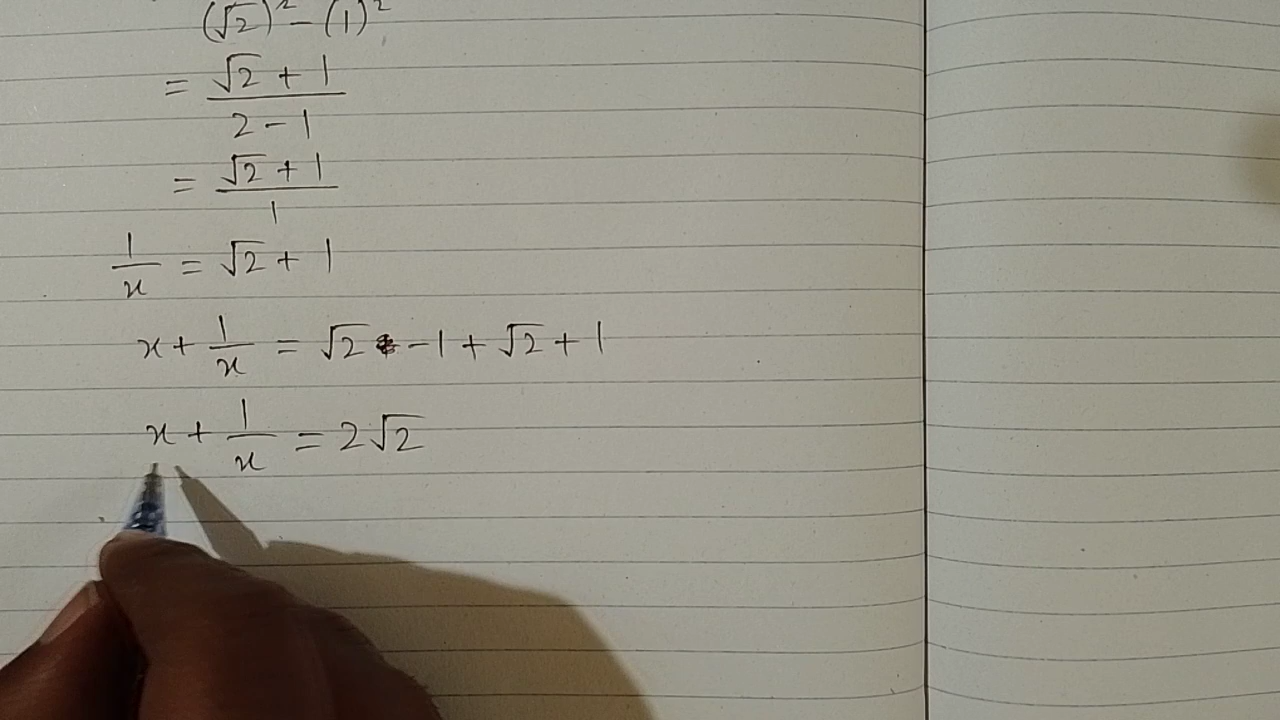 (√2)² - (1)²
= √2 + 1 / 2 - 1
= √2 + 1 / 1
1/x = √2 + 1
x + 1/x = √2 - 1 + √2 + 1
x + 1/x = 2√2